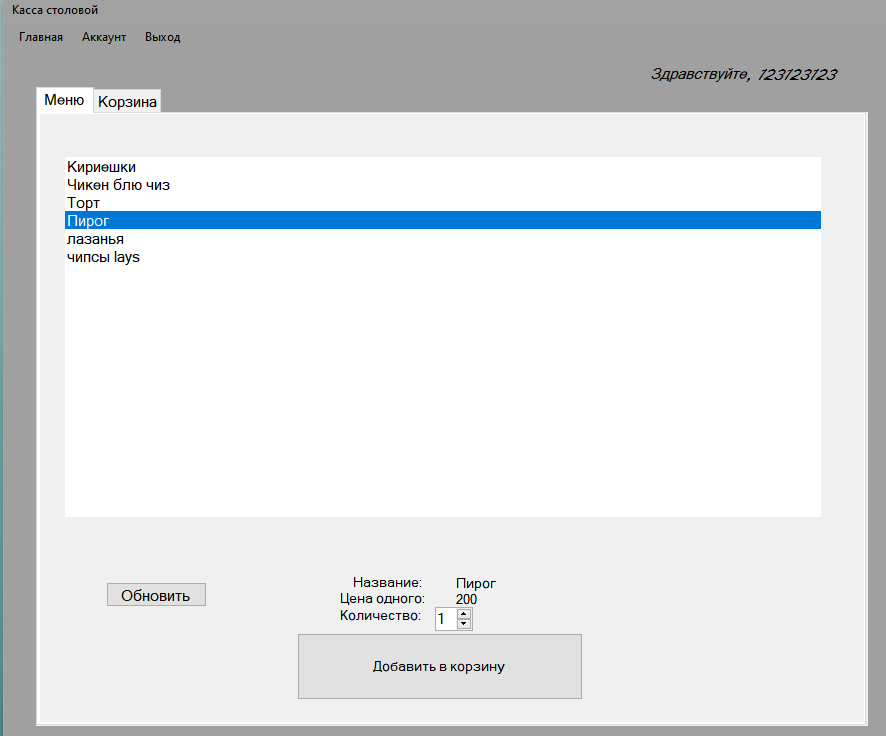 Касса столовой
Главная Аккаунт Выход
Здравствуйте, 123123123
Меню Корзина
Кириешки
Чикен блю чиз
Торт
Пирог
лазанья
чипсы lays
Обновить
Название: Пирог
Цена одного: 200
Количество: 1
Добавить в корзину